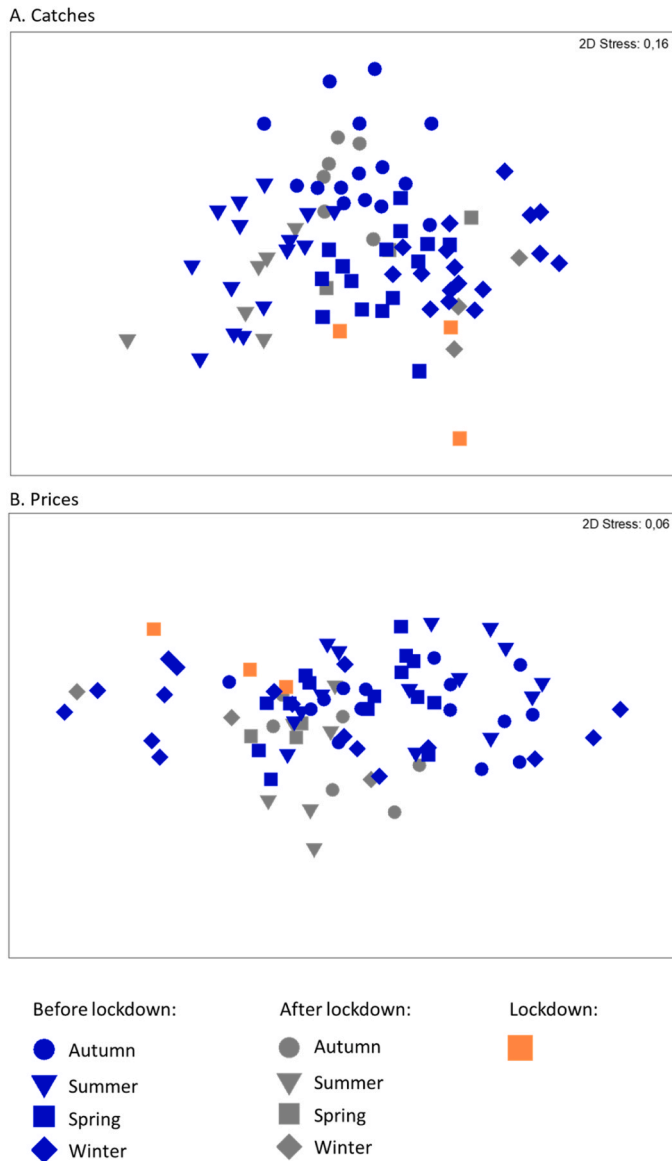 A. Catches
2D Stress: 0,16
B. Prices
2D Stress: 0,06
Before lockdown:
Autumn
Summer
Spring
Winter
After lockdown:
Autumn
Summer
Spring
Winter
Lockdown: